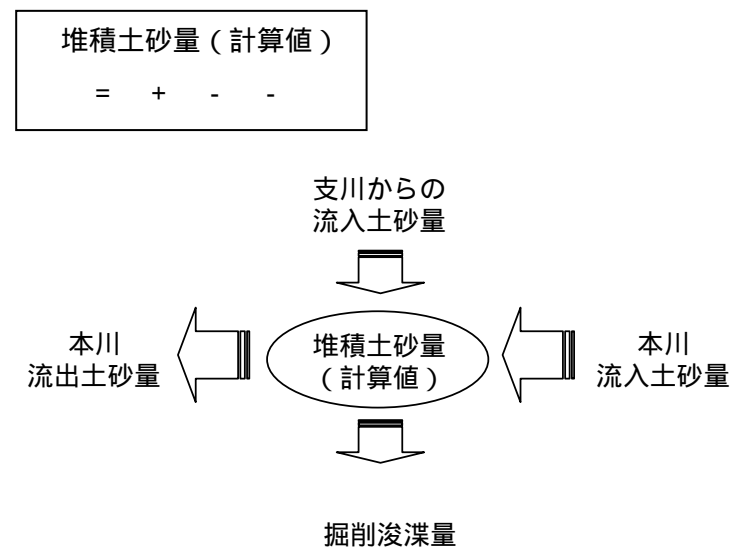 堆積土砂量(計算値)
= + - -
支川からの
流入土砂量
本川
流出土砂量
堆積土砂量
(計算値)
本川
流入土砂量
掘削浚渫量